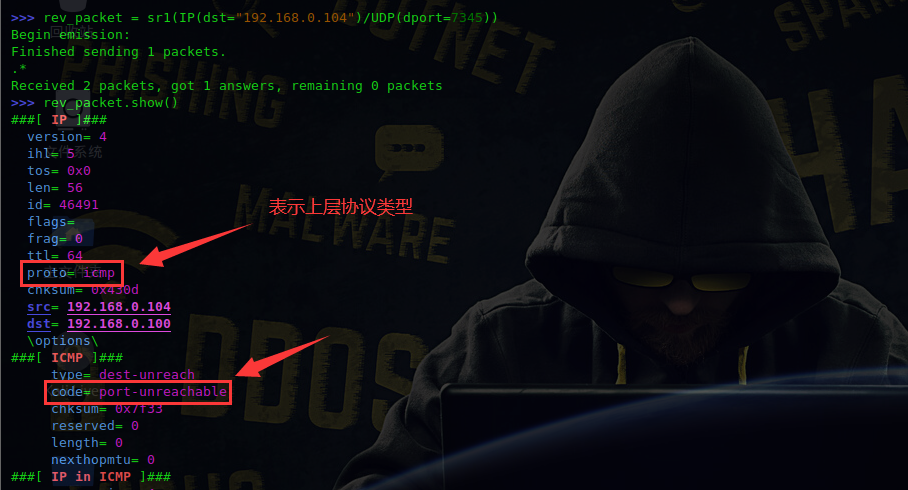 >>> rev_packet = sr1(IP(dst="192.168.0.104")/UDP(dport=7345))
Begin emission:
Finished sending 1 packets.
.*
Received 2 packets, got 1 answers, remaining 0 packets
>>> rev_packet.show()
###[ IP ]###
version= 4
ihl= 5
tos= 0x0
len= 56
id= 46491
flags=
frag= 0
ttl= 64
proto= icmp
chksum= 0x430d
src= 192.168.0.104
dst= 192.168.0.100
\options\
###[ ICMP ]###
type= dest-unreach
code= port-unreachable
chksum= 0x7f33
reserved= 0
length= 0
nexthopmtu= 0
###[ IP in ICMP ]###
表示上层协议类型
文件系统
BOTNET
PHISHING
MALWARE
DDOS